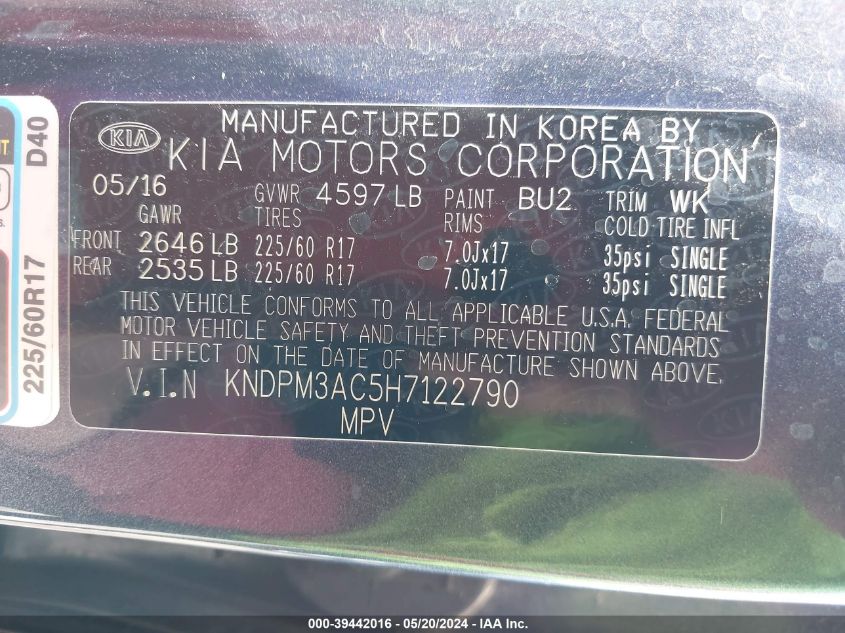 MANUFACTURED IN KOREA BY
KIA KIA MOTORS CORPORATION
05/16 GVWR 4597 LB PAINT BU2 TRIM WK
GAWR TIRES RIMS COLD TIRE INFL
FRONT 2646 LB 225/60 R17 7.0Jx17 35psi SINGLE
REAR 2535 LB 225/60 R17 7.0Jx17 35psi SINGLE
THIS VEHICLE CONFORMS TO ALL APPLICABLE U.S.A. FEDERAL
MOTOR VEHICLE SAFETY AND THEFT PREVENTION STANDARDS
IN EFFECT ON THE DATE OF MANUFACTURE SHOWN ABOVE.
V.I.N KNDPM3AC5H7122790
MPV
225/60R17 D40
000-39442016 - 05/20/2024 - IAAI Inc.